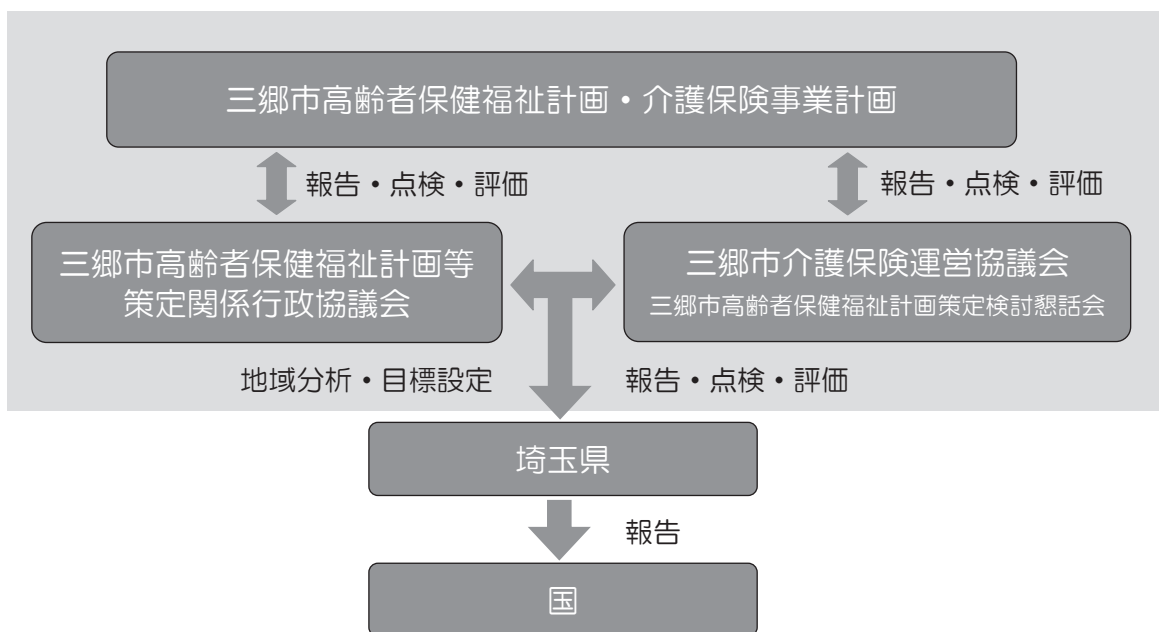 三郷市高齢者保健福祉計画・介護保険事業計画
報告・点検・評価
報告・点検・評価
三郷市高齢者保健福祉計画等
策定関係行政協議会
三郷市介護保険運営協議会
三郷市高齢者保健福祉計画策定検討懇話会
地域分析・目標設定
報告・点検・評価
埼玉県
報告
国